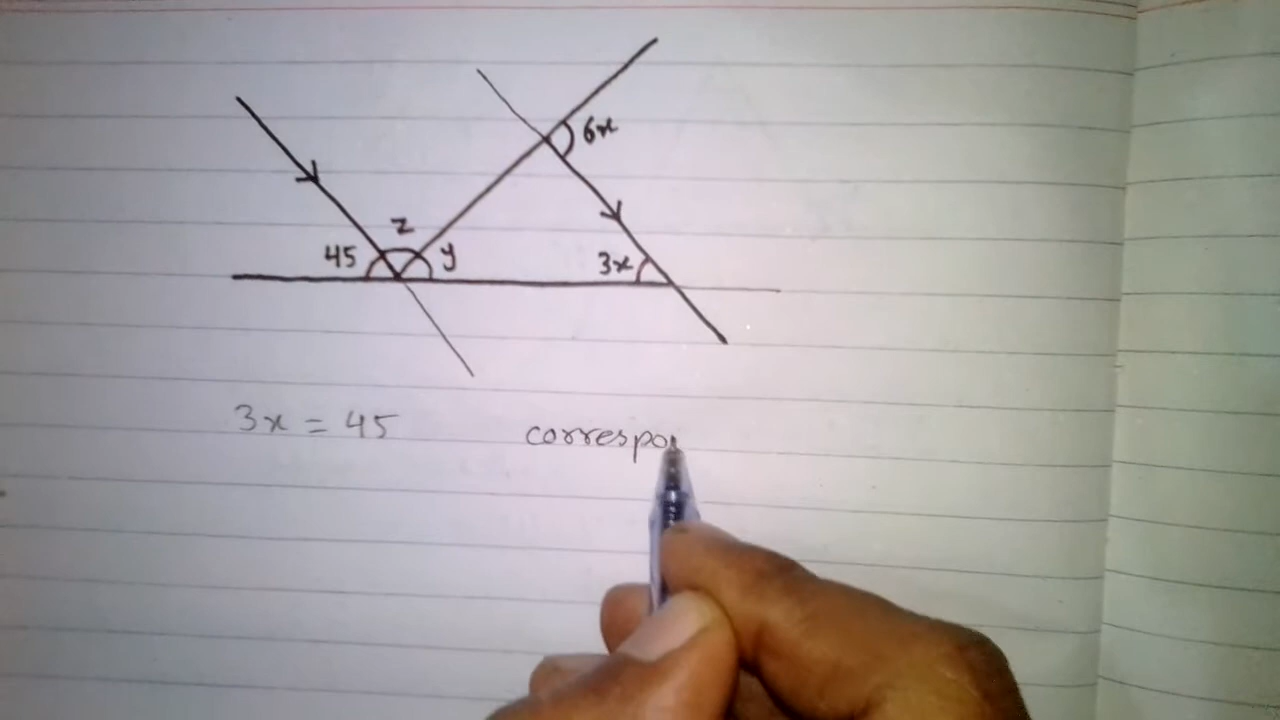 6x
z
45 y 3x
3x = 45 correspo